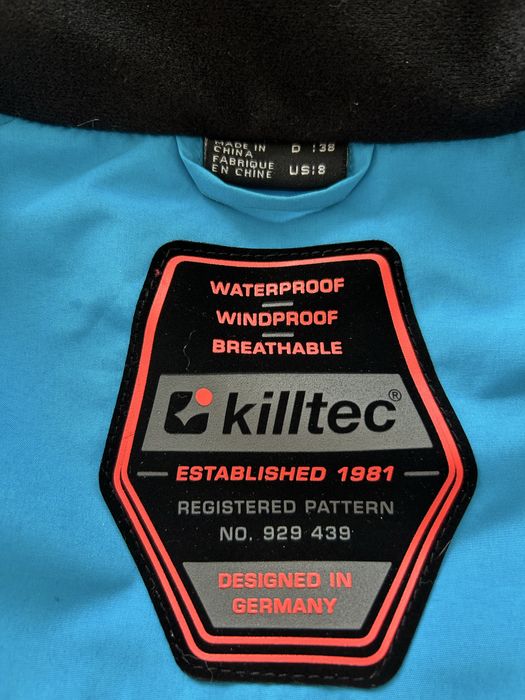 MADE IN
CHINA
FABRIQUE
EN CHINE
D :38
US:8
WATERPROOF
WINDPROOF
BREATHABLE
killtec®
ESTABLISHED 1981
REGISTERED PATTERN
NO. 929 439
DESIGNED IN
GERMANY